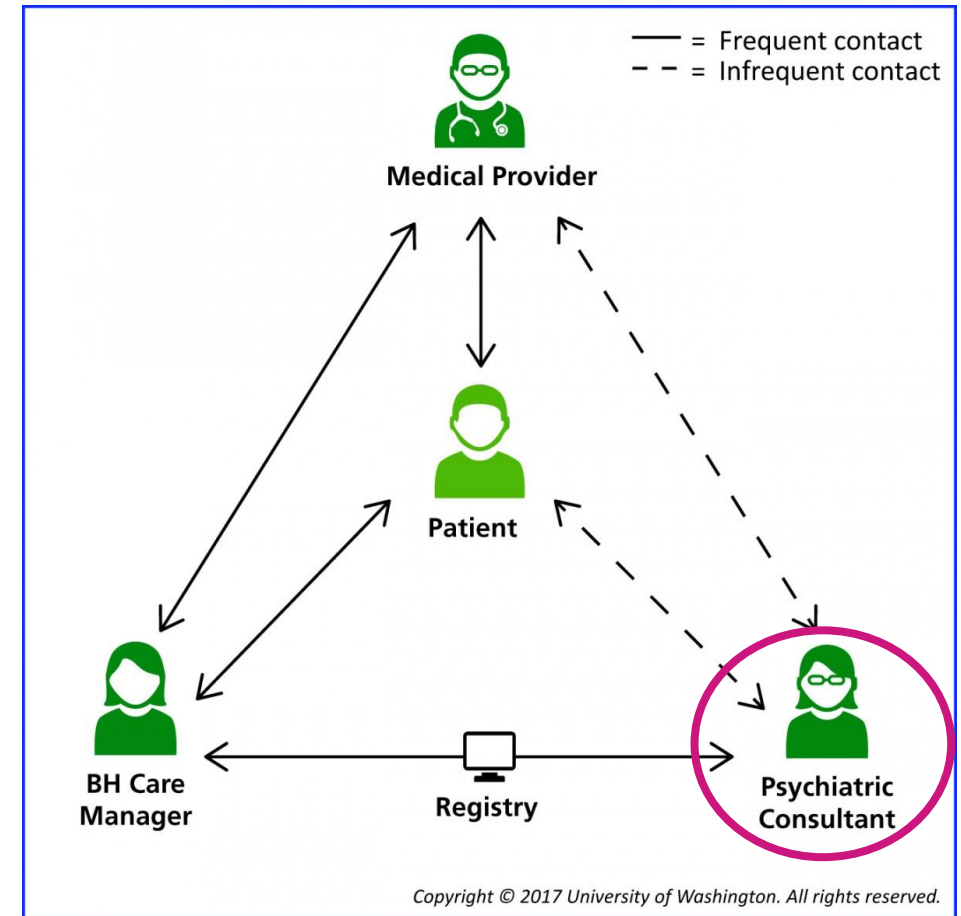 = Frequent contact
= Infrequent contact
Medical Provider
Patient
BH Care
Manager
Registry
Psychiatric
Consultant
Copyright © 2017 University of Washington. All rights reserved.